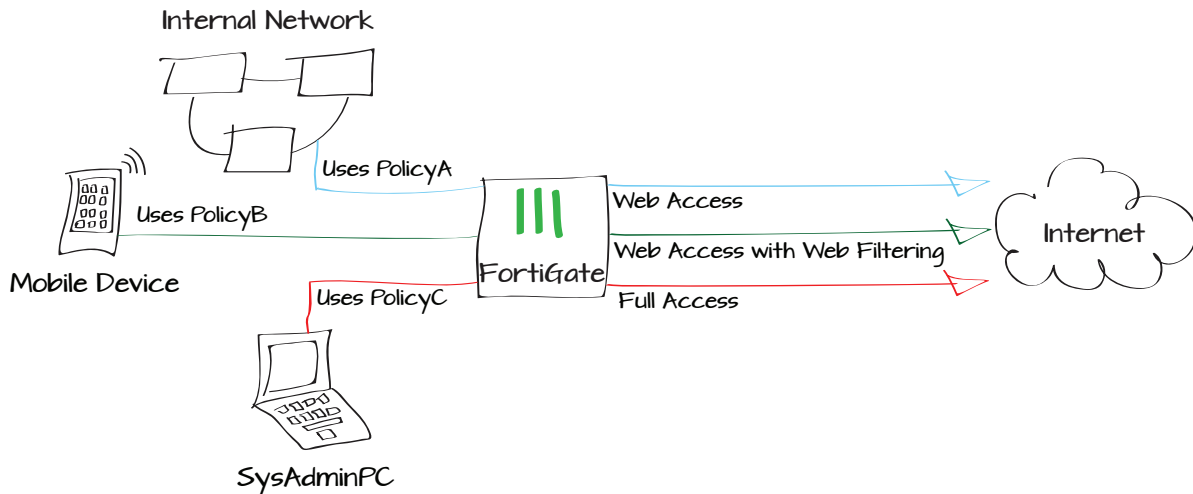 Internal Network
Uses PolicyA
Web Access
Uses PolicyB
Web Access with Web Filtering
Internet
FortiGate
Mobile Device
Uses PolicyC
Full Access
SysAdminPC